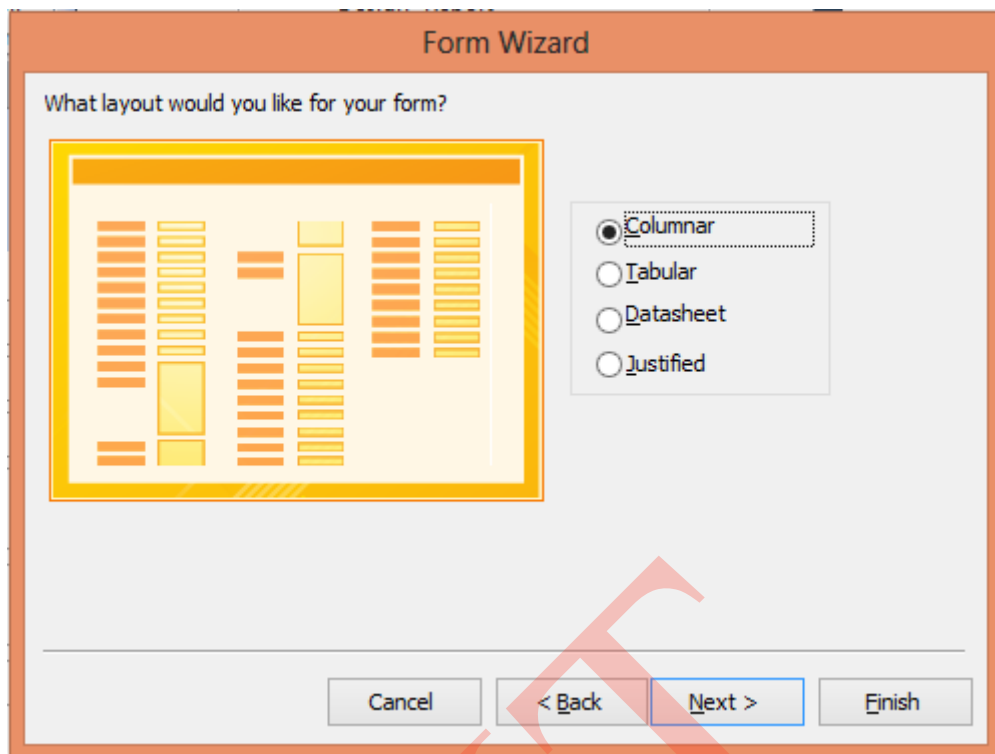 Form Wizard
What layout would you like for your form?
Columnar
Tabular
Datasheet
Justified
Cancel
< Back
Next >
Finish